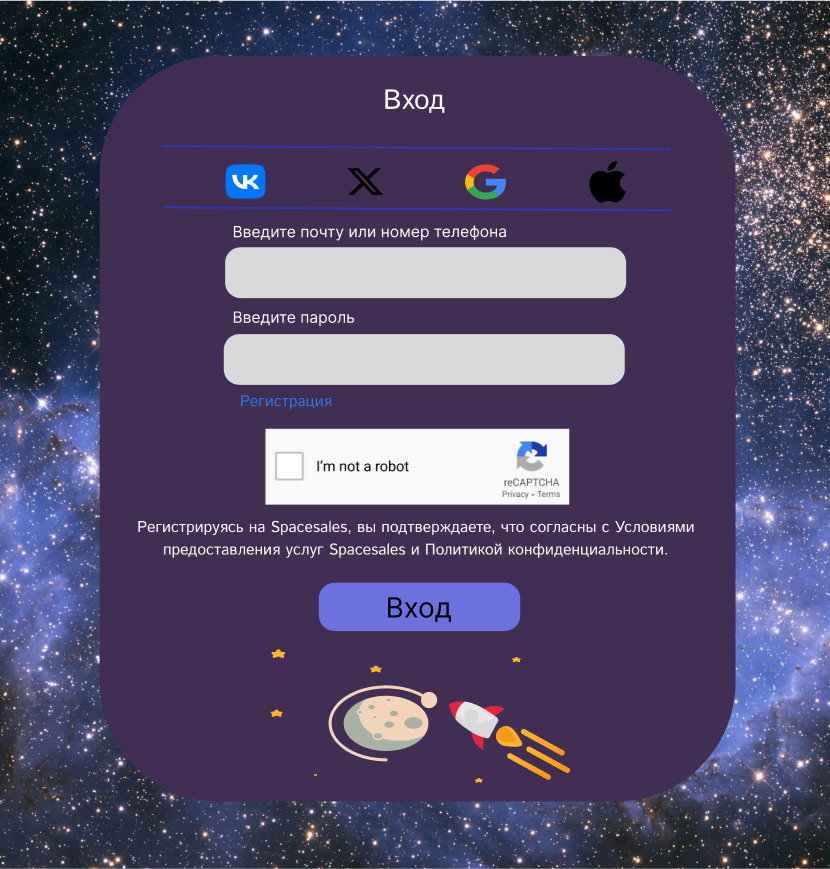 Вход
Введите почту или номер телефона
Введите пароль
Регистрация
I'm not a robot
reCAPTCHA
Privacy • Terms
Регистрируясь на Spacesales, вы подтверждаете, что согласны с Условиями
предоставления услуг Spacesales и Политикой конфиденциальности.
Вход